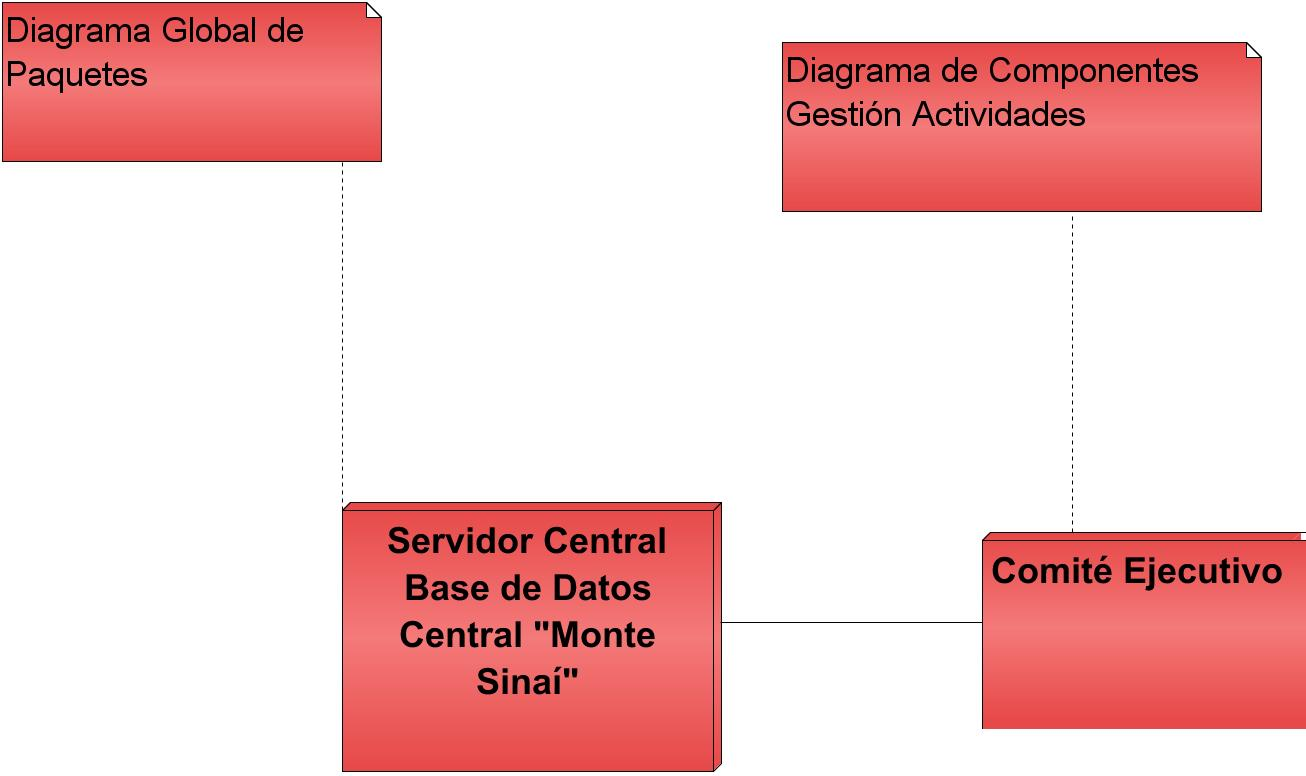 Diagrama Global de
Paquetes
Diagrama de Componentes
Gestión Actividades
Servidor Central
Base de Datos
Central "Monte
Sinaí"
Comité Ejecutivo